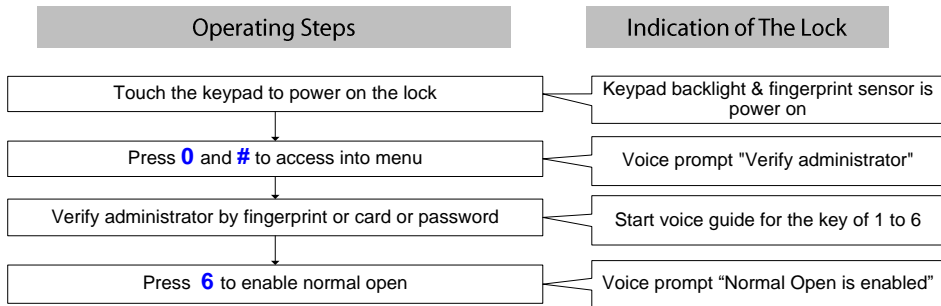 Operating Steps
Indication of The Lock
Touch the keypad to power on the lock
Keypad backlight & fingerprint sensor is
power on
Press 0 and # to access into menu
Voice prompt "Verify administrator"
Verify administrator by fingerprint or card or password
Start voice guide for the key of 1 to 6
Press 6 to enable normal open
Voice prompt “Normal Open is enabled”